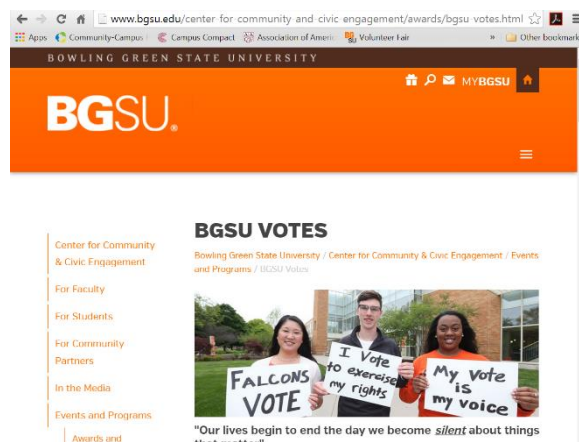 www.bgsu.edu/center-for-community-and-civic-engagement/awards/bgsu-votes.html
Apps Community-Campus Campus Compact Association of Americ Volunteer Fair » Other bookmark
BOWLING GREEN STATE UNIVERSITY
MYBGSU
BGSU®
BGSU VOTES
Bowling Green State University / Center for Community & Civic Engagement / Events
and Programs / BGSU Votes
Center for Community
& Civic Engagement
For Faculty
For Students
For Community
Partners
In the Media
Events and Programs
Awards and
FALCONS
VOTE
I Vote
to exercise
my rights
My Vote
is
my voice
"Our lives begin to end the day we become silent about things
that matter"